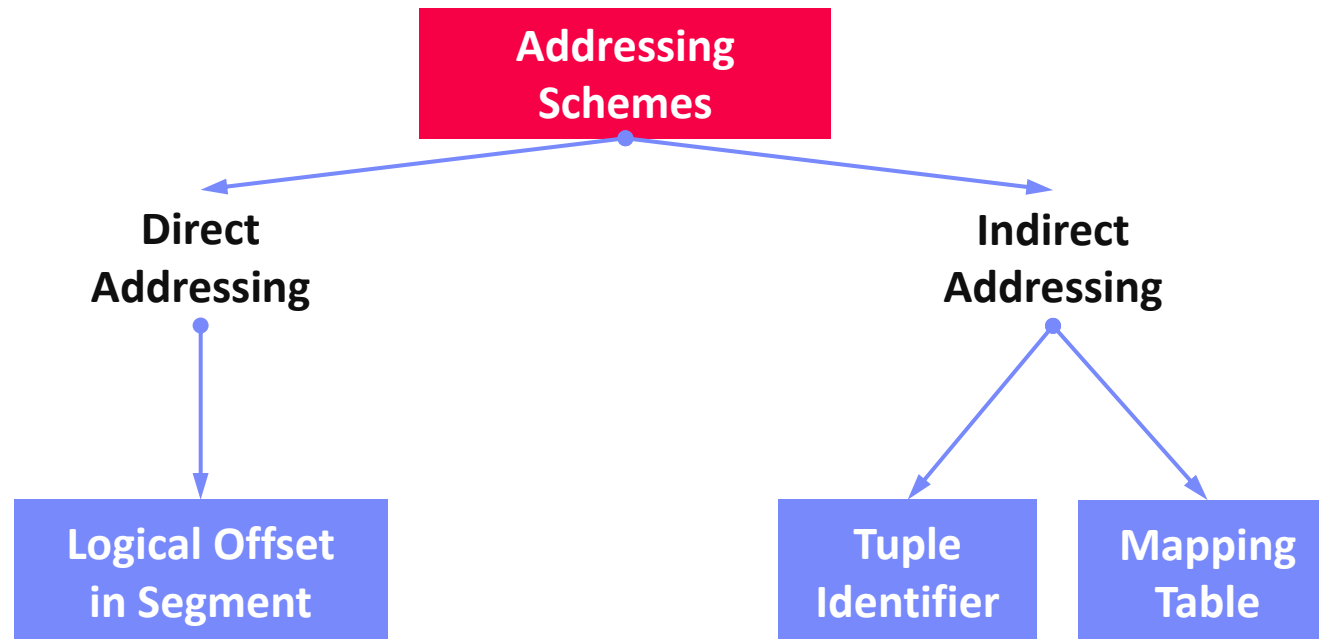 Addressing
Schemes
Direct
Addressing
Indirect
Addressing
Logical Offset
in Segment
Tuple
Identifier
Mapping
Table